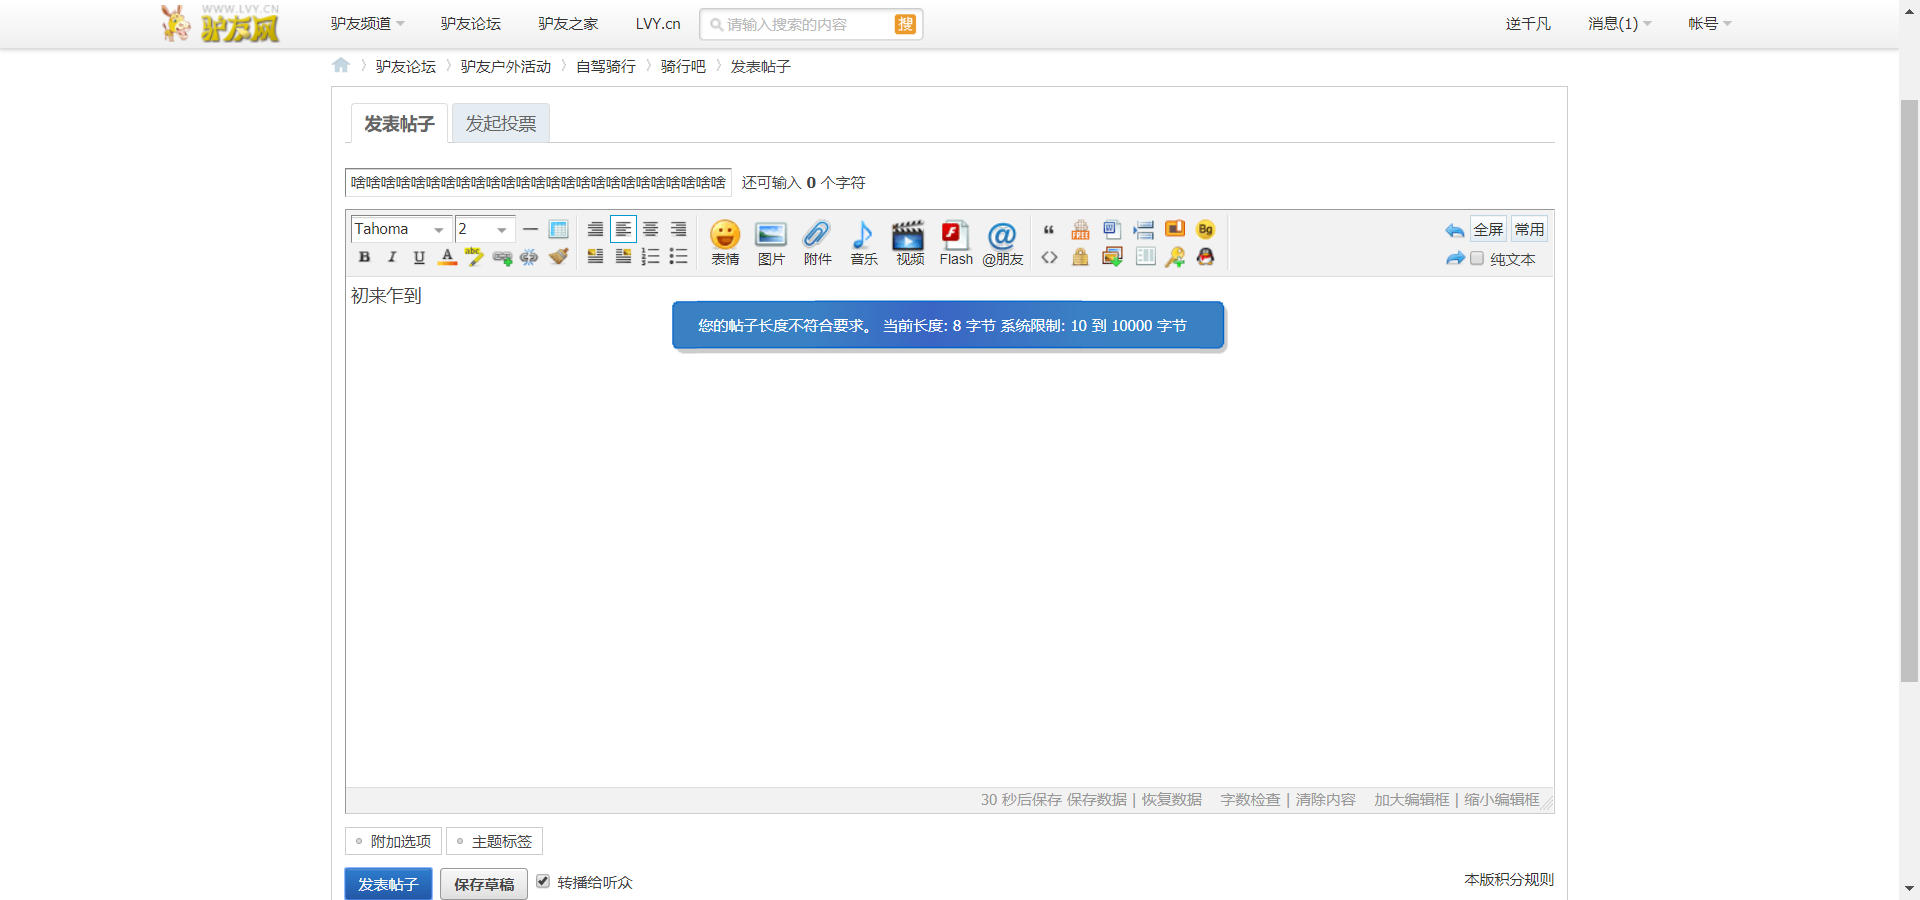 WWW.LVY.CN
驴友网
驴友频道 驴友论坛 驴友之家 LVY.cn 请输入搜索的内容 搜 逆千凡 消息(1) 帐号
驴友论坛 驴友户外活动 自驾骑行 骑行吧 发表帖子
发表帖子 发起投票
啥啥啥啥啥啥啥啥啥啥啥啥啥啥啥啥啥啥啥啥啥啥啥啥啥 还可输入 0 个字符
Tahoma 2 全屏 常用
表情 图片 附件 音乐 视频 Flash @朋友 纯文本
初来乍到
您的帖子长度不符合要求。 当前长度: 8 字节 系统限制: 10 到 10000 字节
30 秒后保存 保存数据 | 恢复数据 字数检查 | 清除内容 加大编辑框 | 缩小编辑框
附加选项 主题标签
发表帖子 保存草稿 转播给听众 本版积分规则